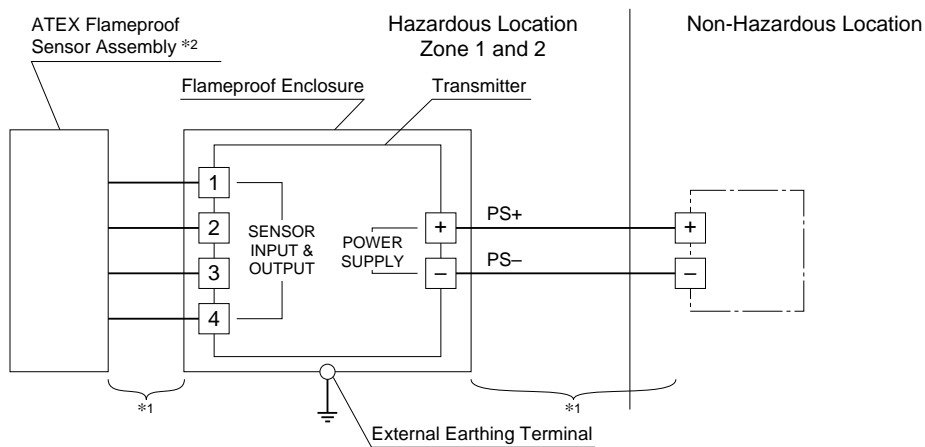 ATEX Flameproof
Sensor Assembly *2
Hazardous Location
Zone 1 and 2
Non-Hazardous Location
Flameproof Enclosure
Transmitter
1
2
3
4
SENSOR
INPUT &
OUTPUT
POWER
SUPPLY
+
–
PS+
PS–
+
–
*1
*1
External Earthing Terminal